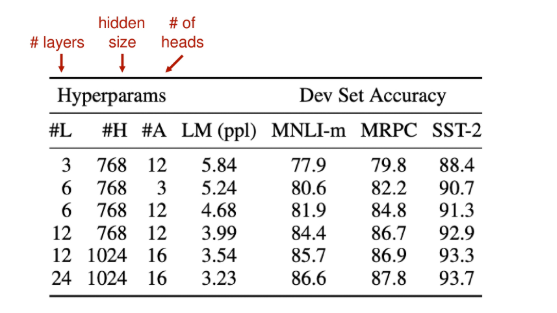 hidden # of
# layers size heads
Hyperparams Dev Set Accuracy
#L #H #A LM (ppl) MNLI-m MRPC SST-2
3 768 12 5.84 77.9 79.8 88.4
6 768 3 5.24 80.6 82.2 90.7
6 768 12 4.68 81.9 84.8 91.3
12 768 12 3.99 84.4 86.7 92.9
12 1024 16 3.54 85.7 86.9 93.3
24 1024 16 3.23 86.6 87.8 93.7